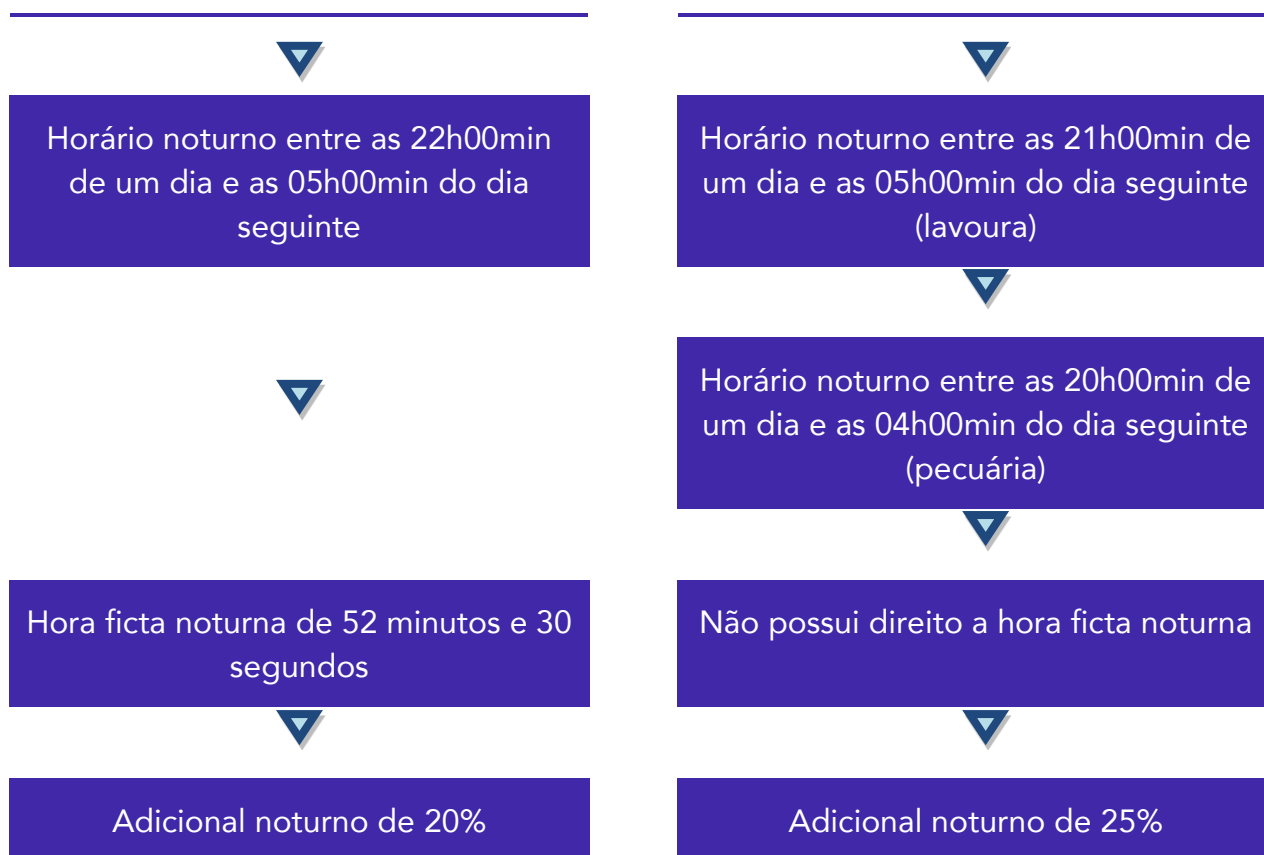 Horário noturno entre as 22h00min
de um dia e as 05h00min do dia
seguinte
Hora ficta noturna de 52 minutos e 30
segundos
Adicional noturno de 20%
Horário noturno entre as 21h00min de
um dia e as 05h00min do dia seguinte
(lavoura)
Horário noturno entre as 20h00min de
um dia e as 04h00min do dia seguinte
(pecuária)
Não possui direito a hora ficta noturna
Adicional noturno de 25%